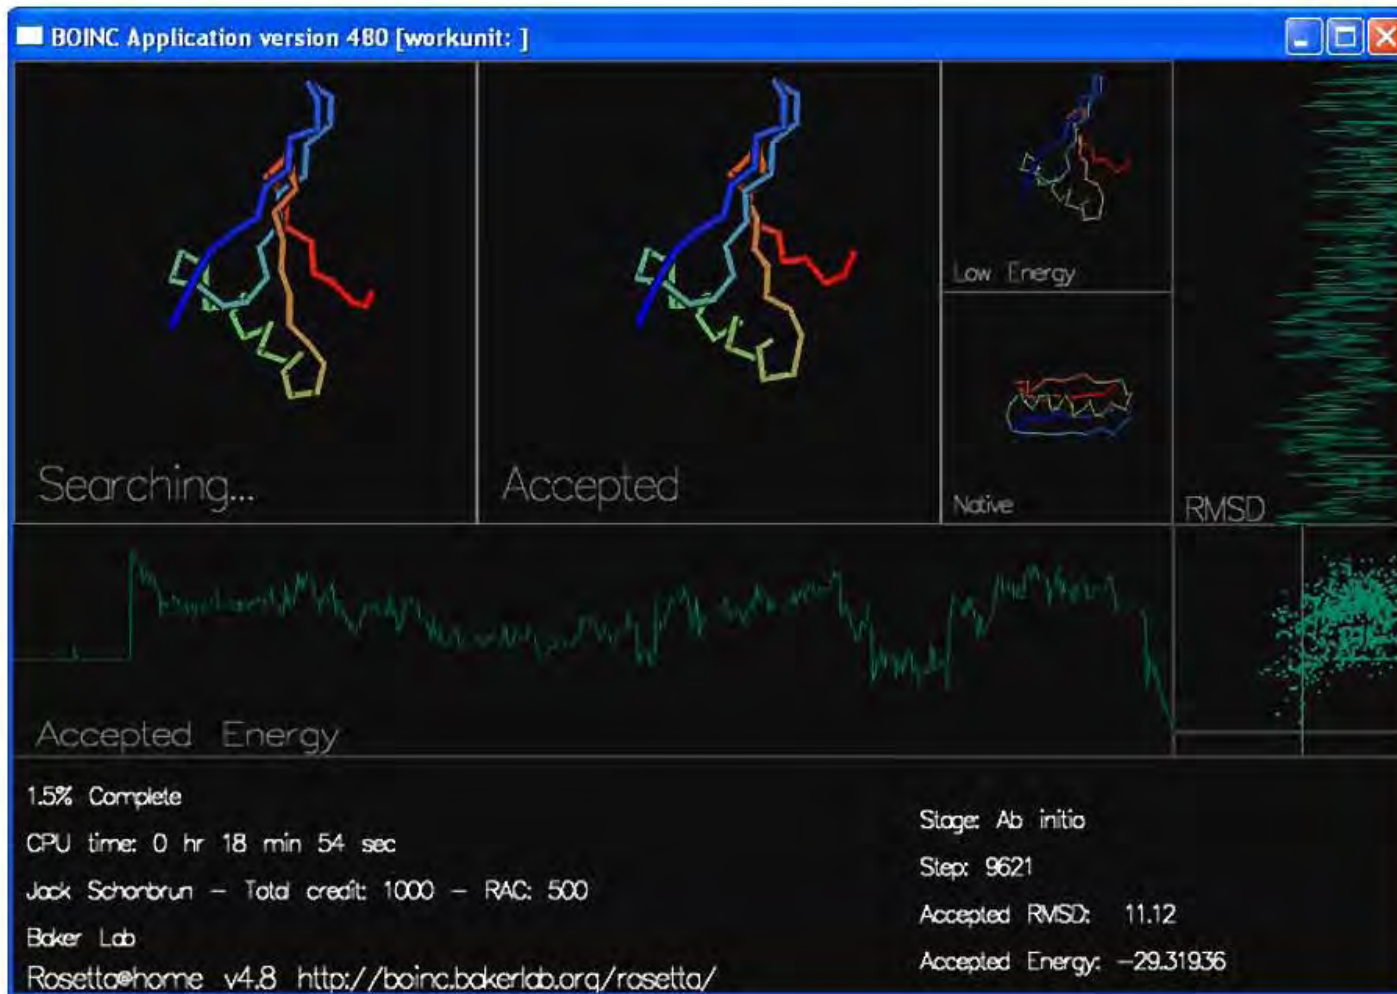 BOINC Application version 480 [workunit: ]
Searching...
Accepted
Low Energy
Native
RMSD
Accepted Energy
1.5% Complete
CPU time: 0 hr 18 min 54 sec
Jack Schonbrun – Total credit: 1000 – RAC: 500
Baker Lab
Rosetta@home v4.8 http://boinc.bakerlab.org/rosetta/
Stage: Ab initio
Step: 9621
Accepted RMSD: 11.12
Accepted Energy: –29.31936